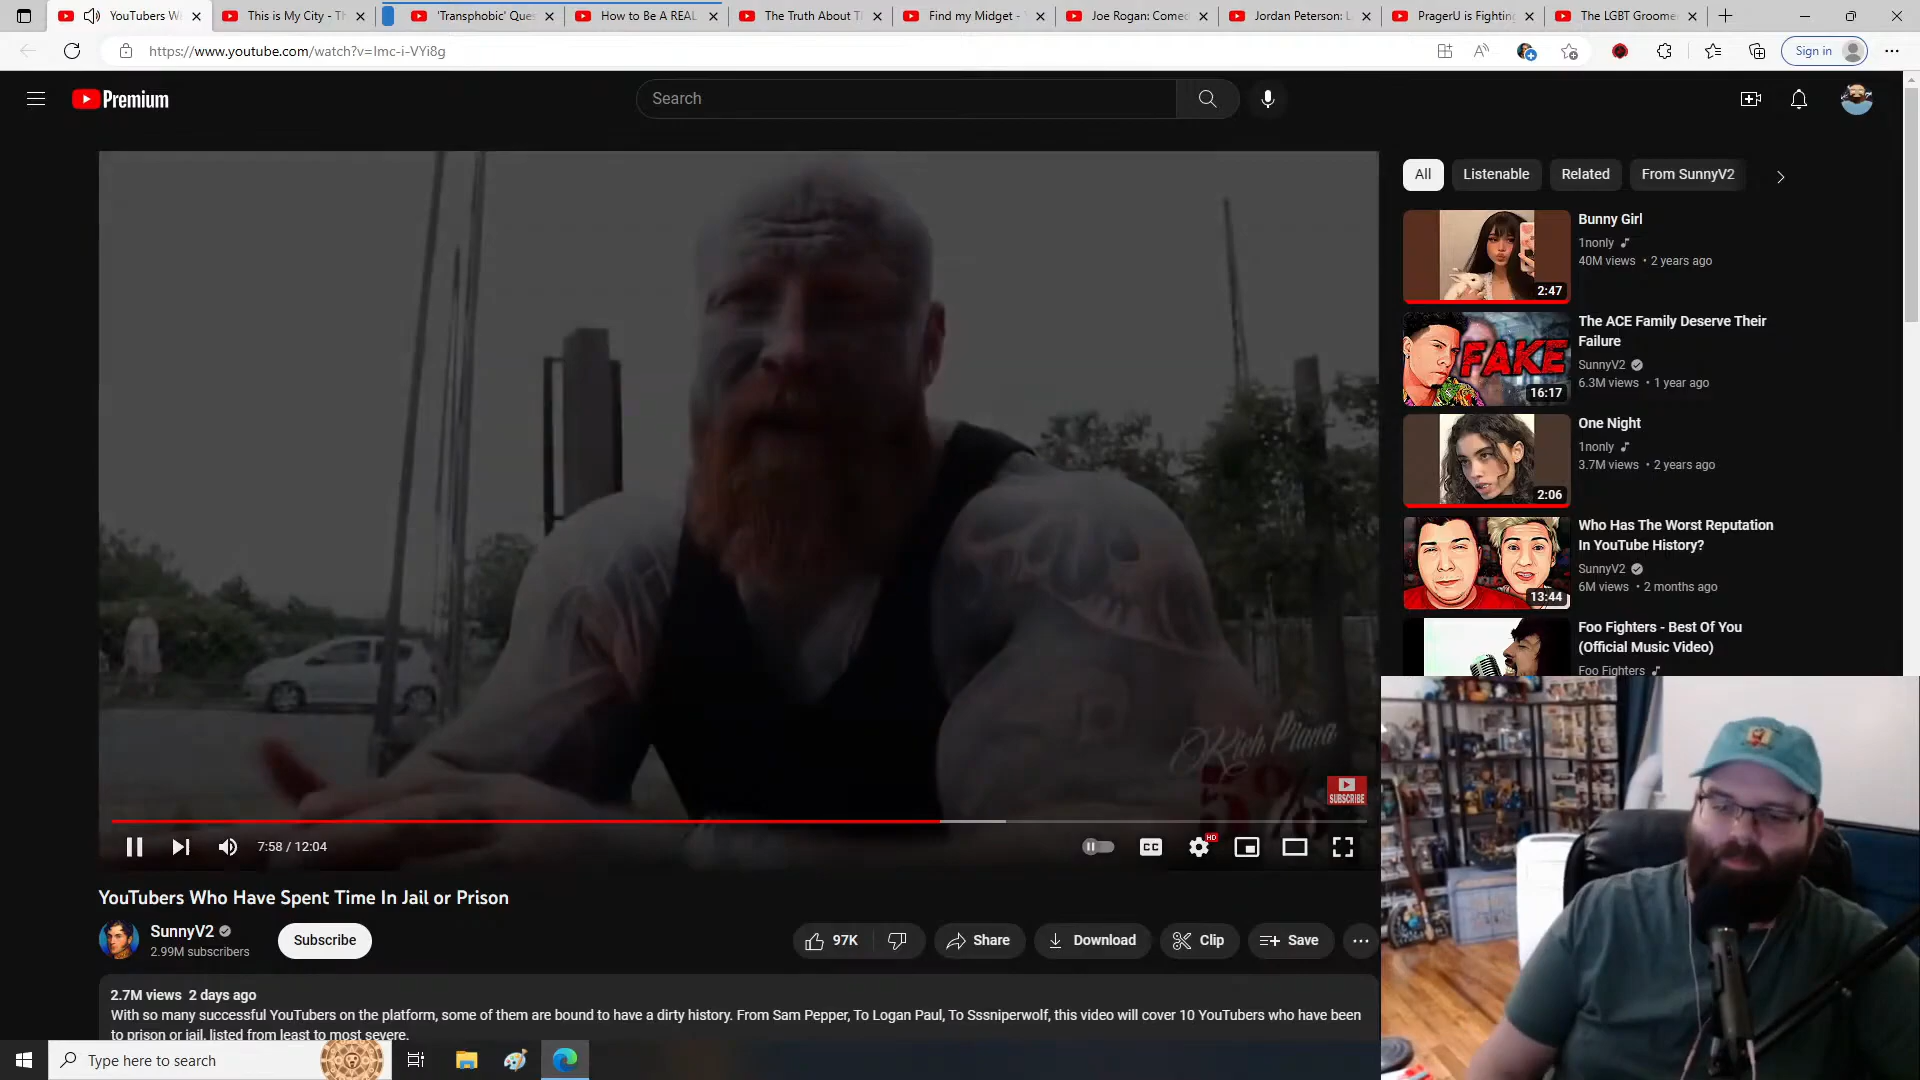 YouTubers W
This is My City - Th
'Transphobic' Ques
How to Be A REAL
The Truth About T
Find my Midget -
Joe Rogan: Comed
Jordan Peterson: L
PragerU is Fighting
The LGBT Groome
https://www.youtube.com/watch?v=Imc-i-VYi8g
Sign in
Premium
Search
All
Listenable
Related
From SunnyV2
Bunny Girl
1nonly
40M views • 2 years ago
2:47
The ACE Family Deserve Their
Failure
SunnyV2
6.3M views • 1 year ago
FAKE
16:17
One Night
1nonly
3.7M views • 2 years ago
2:06
Who Has The Worst Reputation
In YouTube History?
SunnyV2
6M views • 2 months ago
13:44
Foo Fighters - Best Of You
(Official Music Video)
Foo Fighters
Rich Piana
SUBSCRIBE
7:58 / 12:04
CC
HD
YouTubers Who Have Spent Time In Jail or Prison
SunnyV2
2.99M subscribers
Subscribe
97K
Share
Download
Clip
Save
2.7M views 2 days ago
With so many successful YouTubers on the platform, some of them are bound to have a dirty history. From Sam Pepper, To Logan Paul, To Sssniperwolf, this video will cover 10 YouTubers who have been
to prison or jail, listed from least to most severe.
Type here to search